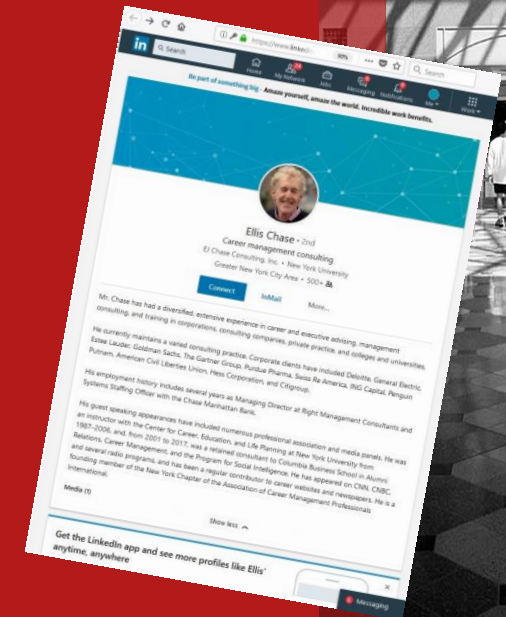 https://www.linked
90%
Search
in
Search
Home
My Network
Jobs
Messaging
Notifications
Me
More
Be part of something big - Amaze yourself, amaze the world. Incredible work benefits.
Ellis Chase • 2nd
Career management consulting
EJ Chase Consulting, Inc. • New York University
Greater New York City Area • 500+
Connect
InMail
More...
Mr. Chase has had a diversified, extensive experience in career and executive advising, management
consulting, and training in corporations, consulting companies, private practice, and colleges and universities.
He currently maintains a varied consulting practice. Corporate clients have included Deloitte, General Electric,
Estee Lauder, Goldman Sachs, The Gartner Group, Purdue Pharma, Swiss Re America, ING Capital, Penguin
Putnam, American Civil Liberties Union, Hess Corporation, and Citigroup.
His employment history includes several years as Managing Director at Right Management Consultants and
Systems Staffing Officer with the Chase Manhattan Bank.
His guest speaking appearances have included numerous professional association and media panels. He was
an instructor with the Center for Career, Education, and Life Planning at New York University from
1987-2006, and, from 2001 to 2017, was a retained consultant to Columbia Business School in Alumni
Relations, Career Management, and the Program for Social Intelligence. He has appeared on CNN, CNBC,
and several radio programs, and has been a regular contributor to career websites and newspapers. He is a
founding member of the New York Chapter of the Association of Career Management Professionals
International.
Media (1)
Show less
Get the LinkedIn app and see more profiles like Ellis'
anytime, anywhere
Messaging